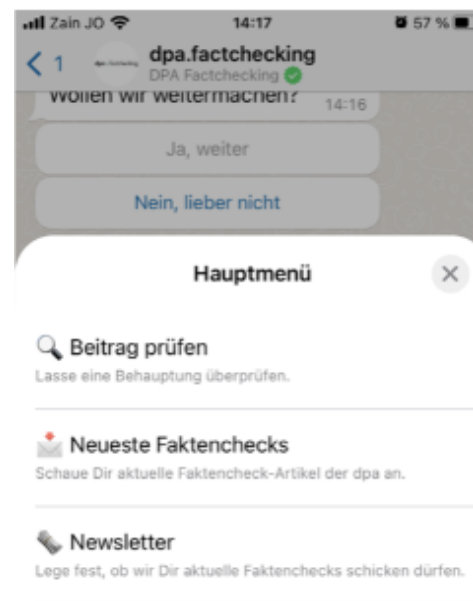 Zain JO
14:17
57 %
1
dpa.factchecking
DPA Factchecking
Wollen wir weitermachen?
14:16
Ja, weiter
Nein, lieber nicht
Hauptmenü
Beitrag prüfen
Lasse eine Behauptung überprüfen.
Neueste Faktenchecks
Schaue Dir aktuelle Faktencheck-Artikel der dpa an.
Newsletter
Lege fest, ob wir Dir aktuelle Faktenchecks schicken dürfen.